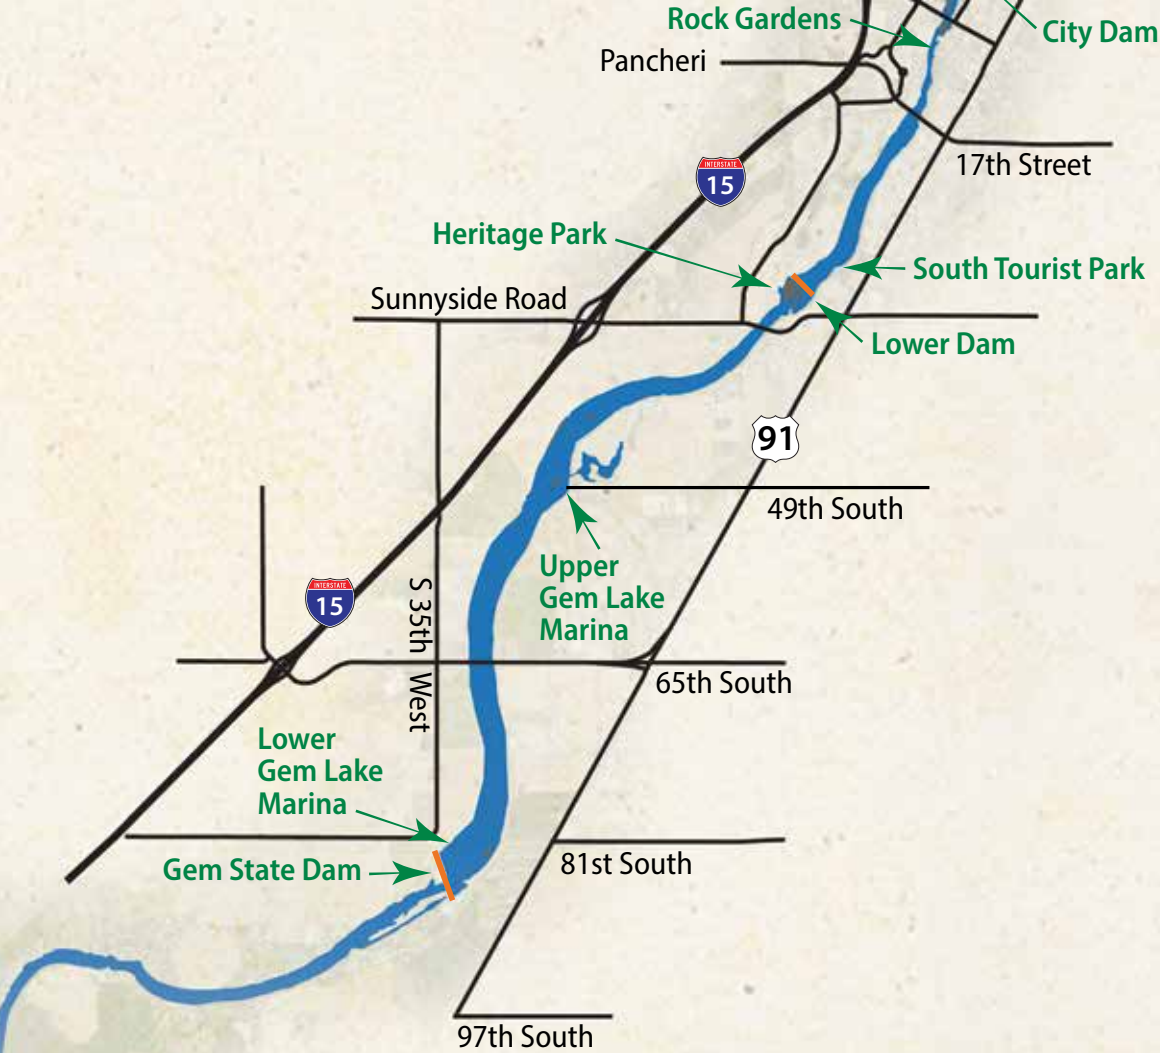 Rock Gardens
City Dam
Pancheri
17th Street
INTERSTATE
15
Heritage Park
South Tourist Park
Sunnyside Road
Lower Dam
91
49th South
Upper
Gem Lake
Marina
INTERSTATE
15
S 35th West
65th South
Lower
Gem Lake
Marina
81st South
Gem State Dam
97th South